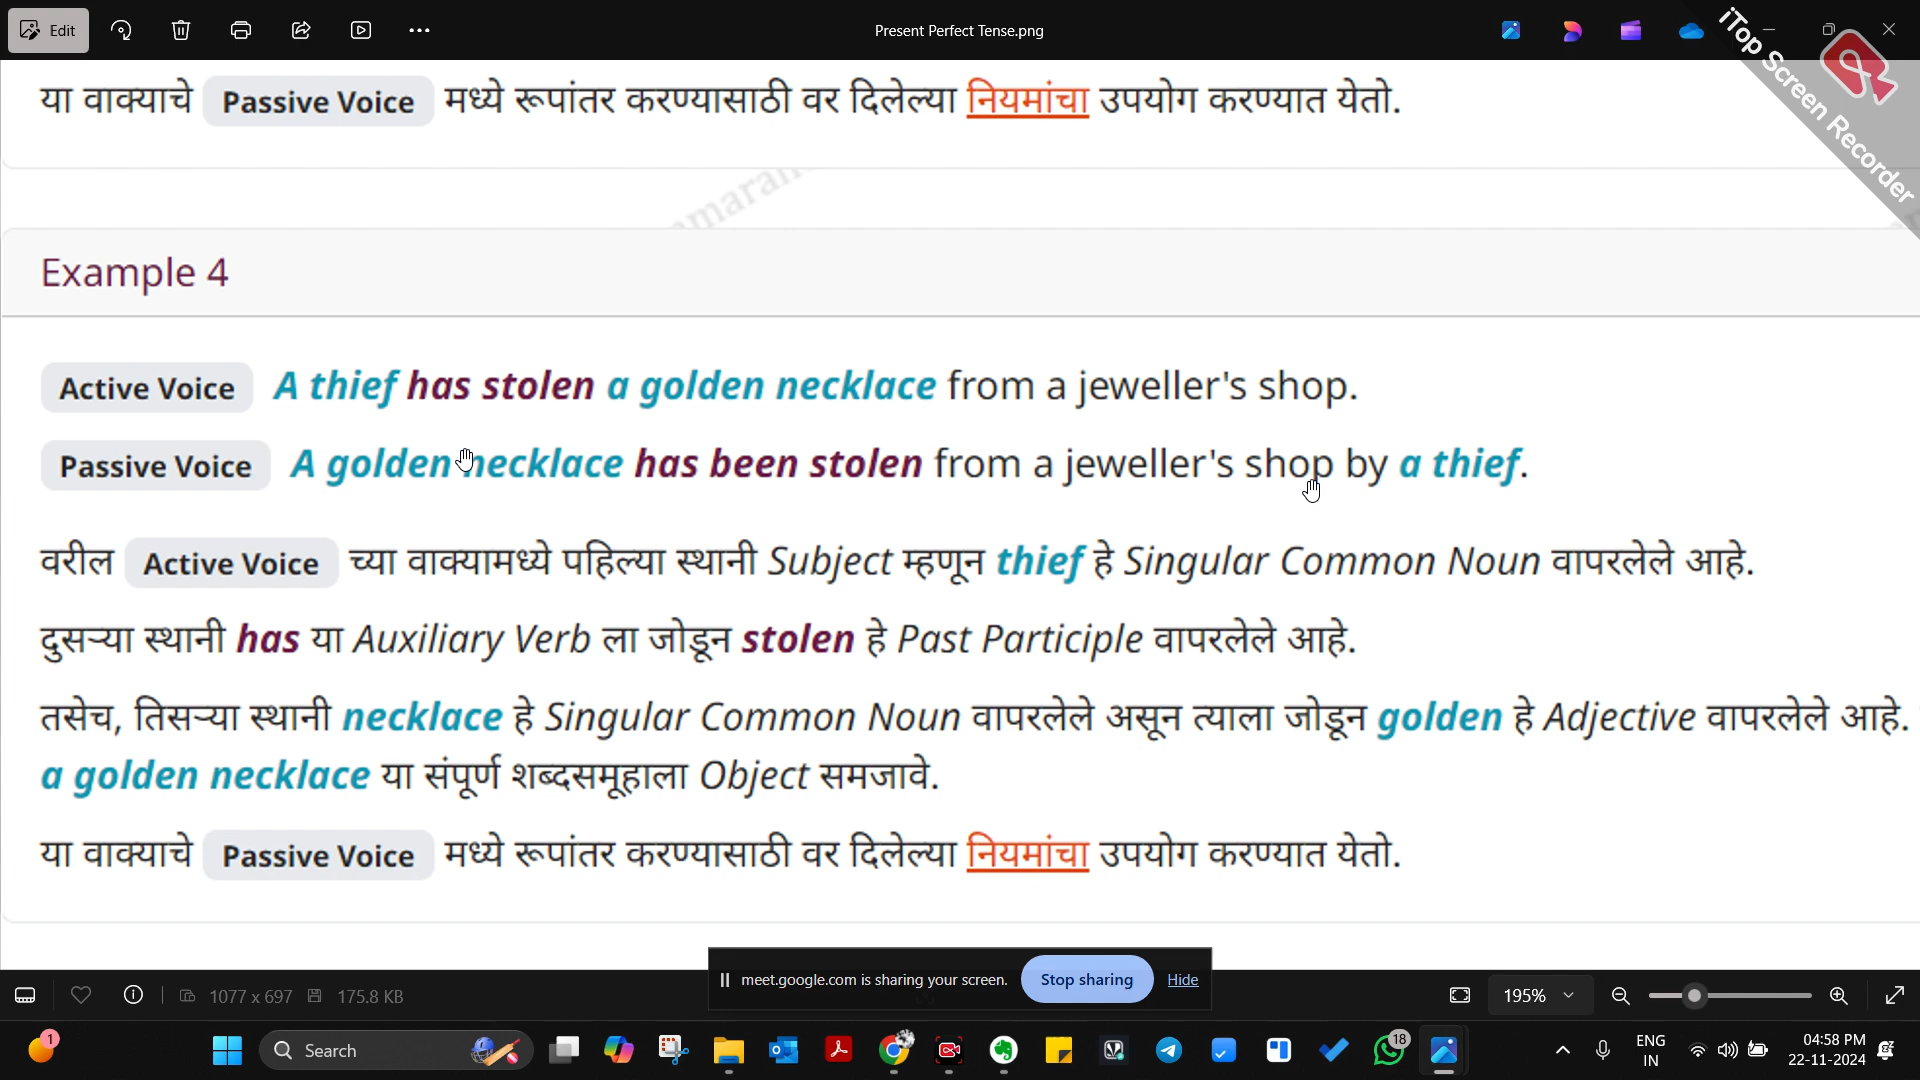 Edit
Present Perfect Tense.png
iTop Screen Recorder
या वाक्याचे Passive Voice मध्ये रूपांतर करण्यासाठी वर दिलेल्या नियमांचा उपयोग करण्यात येतो.
Example 4
Active Voice A thief has stolen a golden necklace from a jeweller's shop.
Passive Voice A golden necklace has been stolen from a jeweller's shop by a thief.
वरील Active Voice च्या वाक्यामध्ये पहिल्या स्थानी Subject म्हणून thief हे Singular Common Noun वापरलेले आहे.
दुसऱ्या स्थानी has या Auxiliary Verb ला जोडून stolen हे Past Participle वापरलेले आहे.
तसेच, तिसऱ्या स्थानी necklace हे Singular Common Noun वापरलेले असून त्याला जोडून golden हे Adjective वापरलेले आहे.
a golden necklace या संपूर्ण शब्दसमूहाला Object समजावे.
या वाक्याचे Passive Voice मध्ये रूपांतर करण्यासाठी वर दिलेल्या नियमांचा उपयोग करण्यात येतो.
meet.google.com is sharing your screen. Stop sharing Hide
1077 x 697 175.8 KB 195%
1 Search 18 ENG IN 04:58 PM
22-11-2024